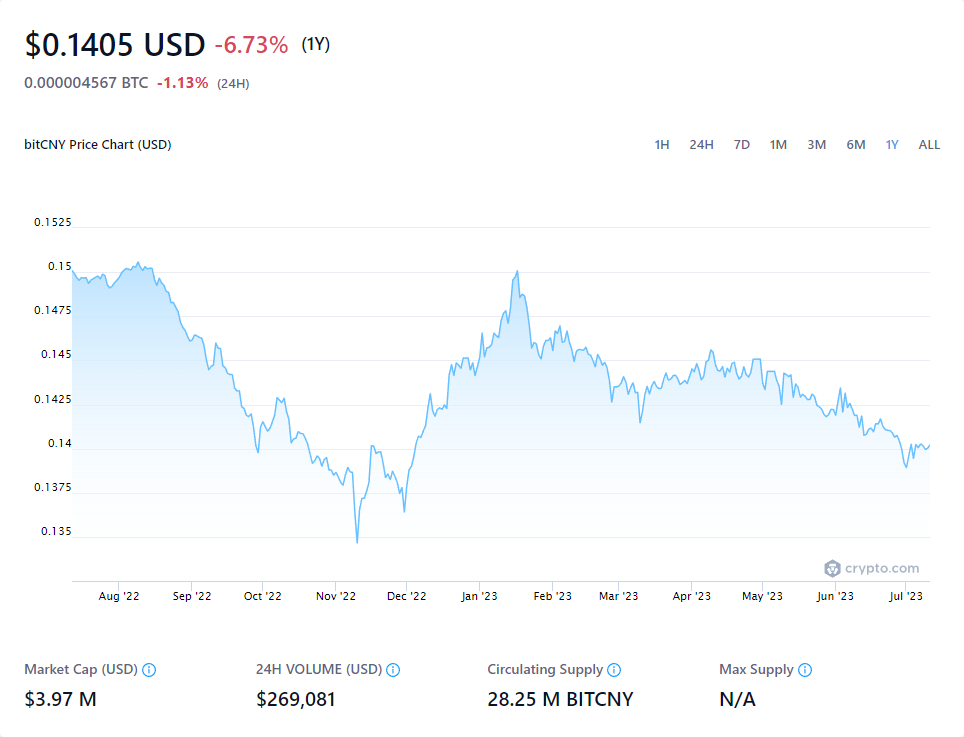 $0.1405 USD -6.73% (1Y)
0.000004567 BTC -1.13% (24H)
bitCNY Price Chart (USD) 1H 24H 7D 1M 3M 6M 1Y ALL
0.1525
0.15
0.1475
0.145
0.1425
0.14
0.1375
0.135
crypto.com
Aug '22 Sep '22 Oct '22 Nov '22 Dec '22 Jan '23 Feb '23 Mar '23 Apr '23 May '23 Jun '23 Jul '23
Market Cap (USD) 24H VOLUME (USD) Circulating Supply Max Supply
$3.97 M $269,081 28.25 M BITCNY N/A